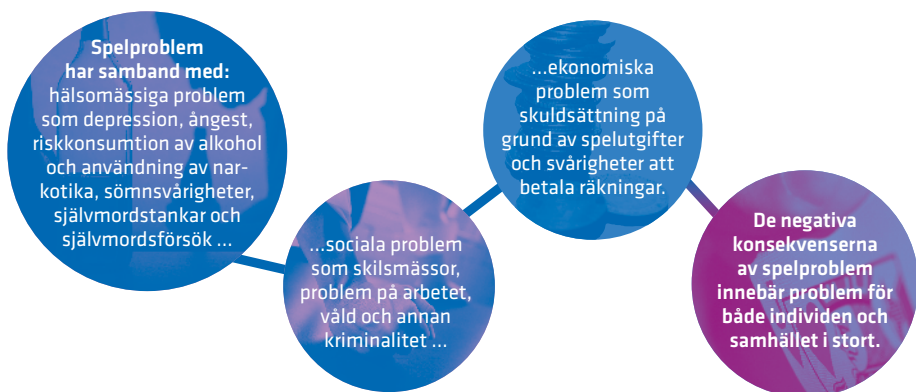 Spelproblem
har samband med:
hälsomässiga problem
som depression, ångest,
riskkonsumtion av alkohol
och användning av nar-
kotika, sömnsvårigheter,
självmordstankar och
självmordsförsök ...
...sociala problem
som skilsmässor,
problem på arbetet,
våld och annan
kriminalitet ...
...ekonomiska
problem som
skuldsättning på
grund av spelutgifter
och svårigheter att
betala räkningar.
De negativa
konsekvenserna
av spelproblem
innebär problem för
både individen och
samhället i stort.